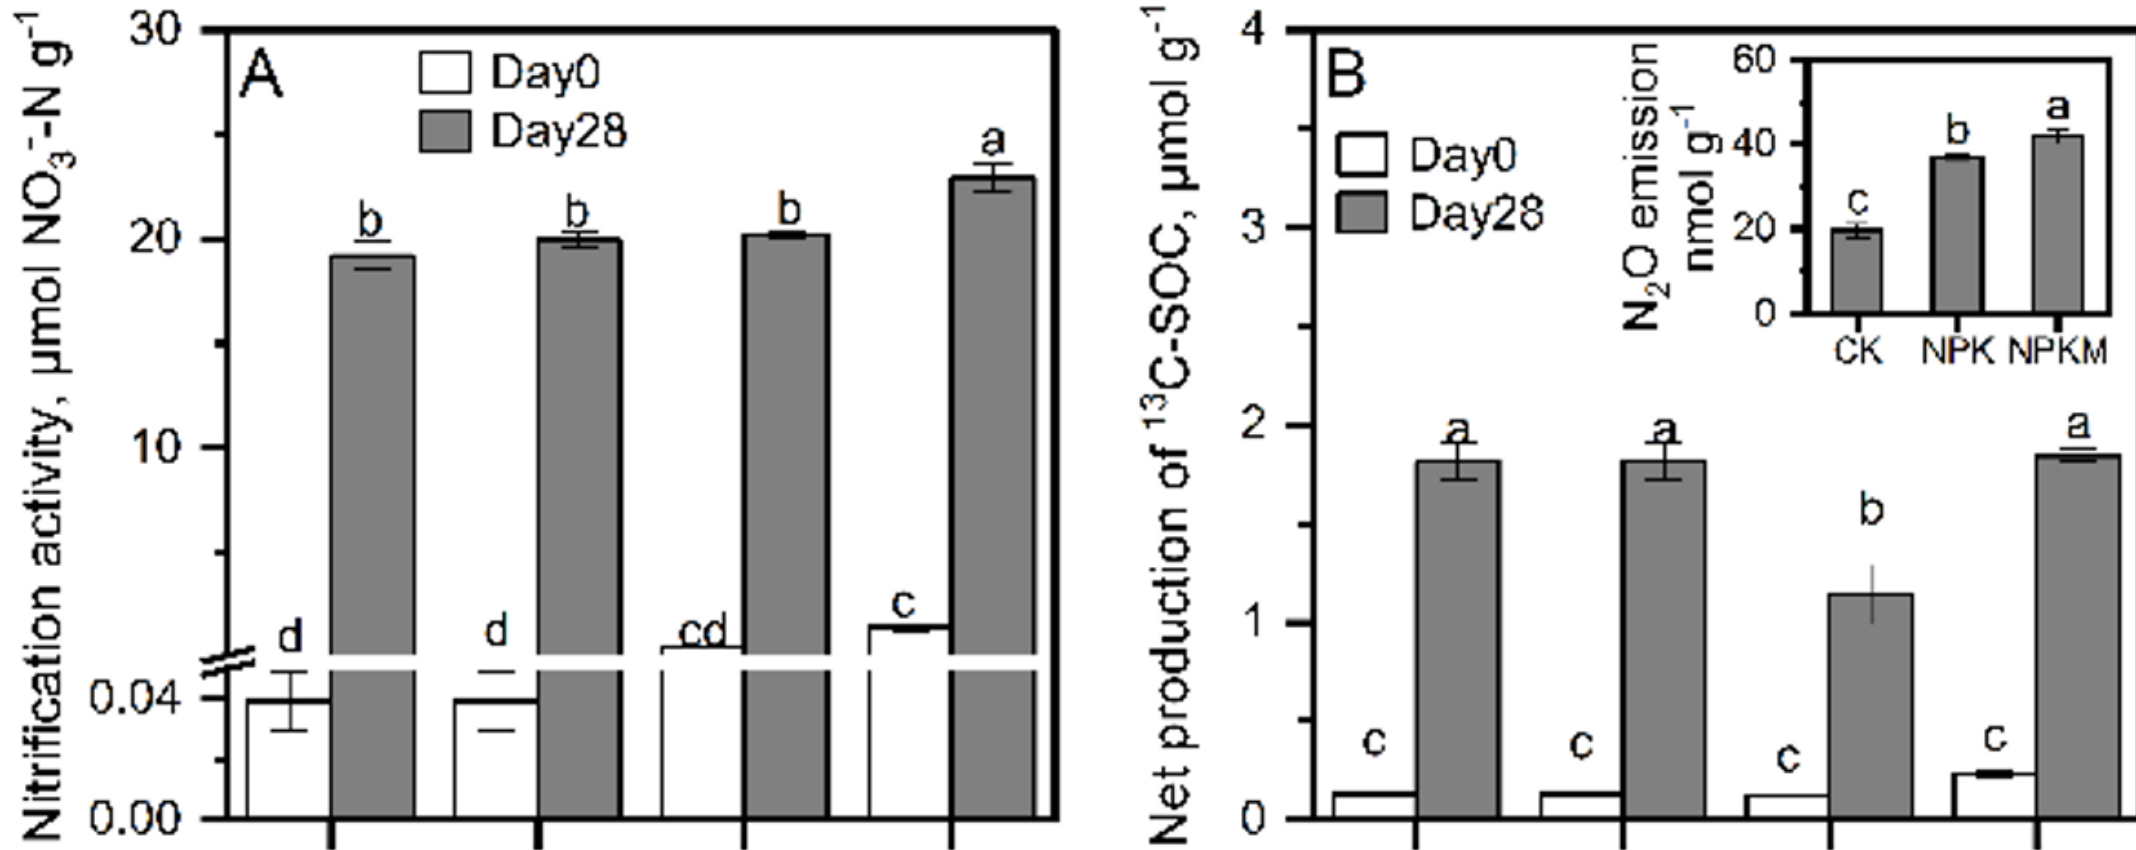 Nitrification activity, µmol NO₃⁻-N g⁻¹
30
20
10
0.04
0.00
A
Day0
Day28
d
b
d
b
cd
b
c
a
Net production of ¹³C-SOC, µmol g⁻¹
4
3
2
1
0
B
Day0
Day28
c
a
c
a
c
b
c
a
N₂O emission
nmol g⁻¹
60
40
20
0
c
b
a
CK NPK NPKM